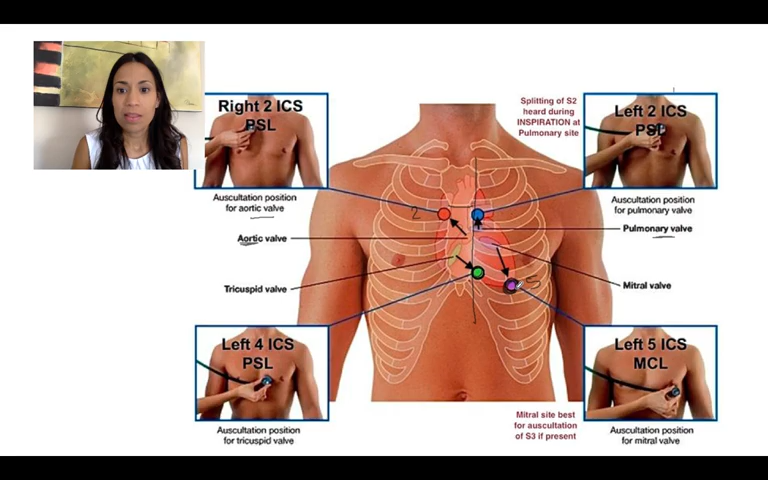 Right 2 ICS
PSL
Auscultation position
for aortic valve
Splitting of S2
heard during
INSPIRATION at
Pulmonary site
Left 2 ICS
PSL
Auscultation position
for pulmonary valve
2
Aortic valve
Pulmonary valve
Tricuspid valve
5
Mitral valve
Left 4 ICS
PSL
Auscultation position
for tricuspid valve
Mitral site best
for auscultation
of S3 if present
Left 5 ICS
MCL
Auscultation position
for mitral valve